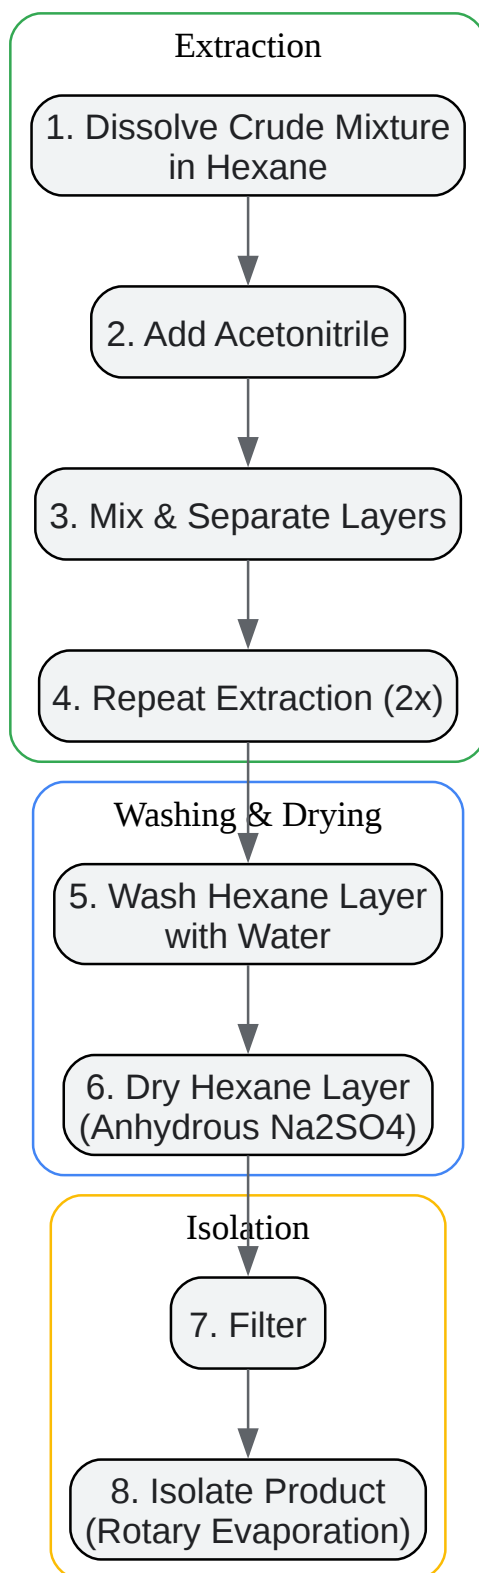 Extraction
1. Dissolve Crude Mixture
in Hexane
2. Add Acetonitrile
3. Mix & Separate Layers
4. Repeat Extraction (2x)
Washing & Drying
5. Wash Hexane Layer
with Water
6. Dry Hexane Layer
(Anhydrous Na2SO4)
Isolation
7. Filter
8. Isolate Product
(Rotary Evaporation)